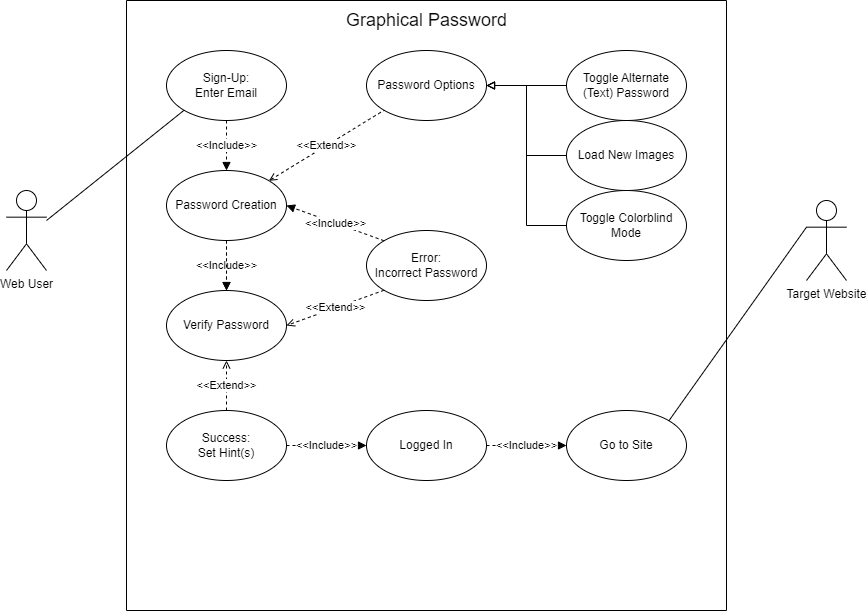 Graphical Password
Sign-Up:
Enter Email
Password Options
Toggle Alternate
(Text) Password
<<Include>>
<<Extend>>
Load New Images
Password Creation
<<Include>>
Toggle Colorblind
Mode
Web User
Target Website
<<Include>>
Error:
Incorrect Password
<<Extend>>
Verify Password
<<Extend>>
Success:
Set Hint(s)
<<Include>>
Logged In
<<Include>>
Go to Site